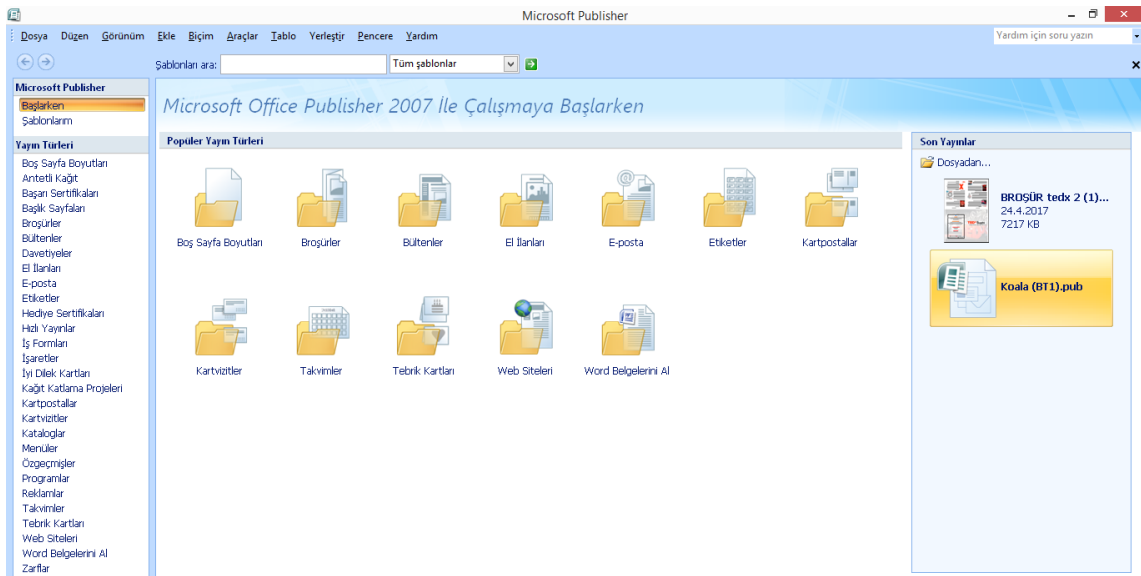 Microsoft Publisher
Dosya Düzen Görünüm Ekle Biçim Araçlar Tablo Yerleştir Pencere Yardım
Yardım için soru yazın
Şablonları ara:
Tüm şablonlar
Microsoft Publisher
Başlarken
Şablonlarım
Yayın Türleri
Boş Sayfa Boyutları
Antetli Kağıt
Başarı Sertifikaları
Başlık Sayfaları
Broşürler
Bültenler
Davetiyeler
El İlanları
E-posta
Etiketler
Hediye Sertifikaları
Hızlı Yayınlar
İş Formları
İşaretler
İyi Dilek Kartları
Kağıt Katlama Projeleri
Kartpostallar
Kartvizitler
Kataloglar
Menüler
Özgeçmişler
Programlar
Reklamlar
Takvimler
Tebrik Kartları
Web Siteleri
Word Belgelerini Al
Zarflar
Microsoft Office Publisher 2007 İle Çalışmaya Başlarken
Popüler Yayın Türleri
Boş Sayfa Boyutları
Broşürler
Bültenler
El İlanları
E-posta
Etiketler
Kartpostallar
Kartvizitler
Takvimler
Tebrik Kartları
Web Siteleri
Word Belgelerini Al
Son Yayınlar
Dosyadan...
BROŞÜR tedx 2 (1)...
24.4.2017
7217 KB
Koala (BT1).pub